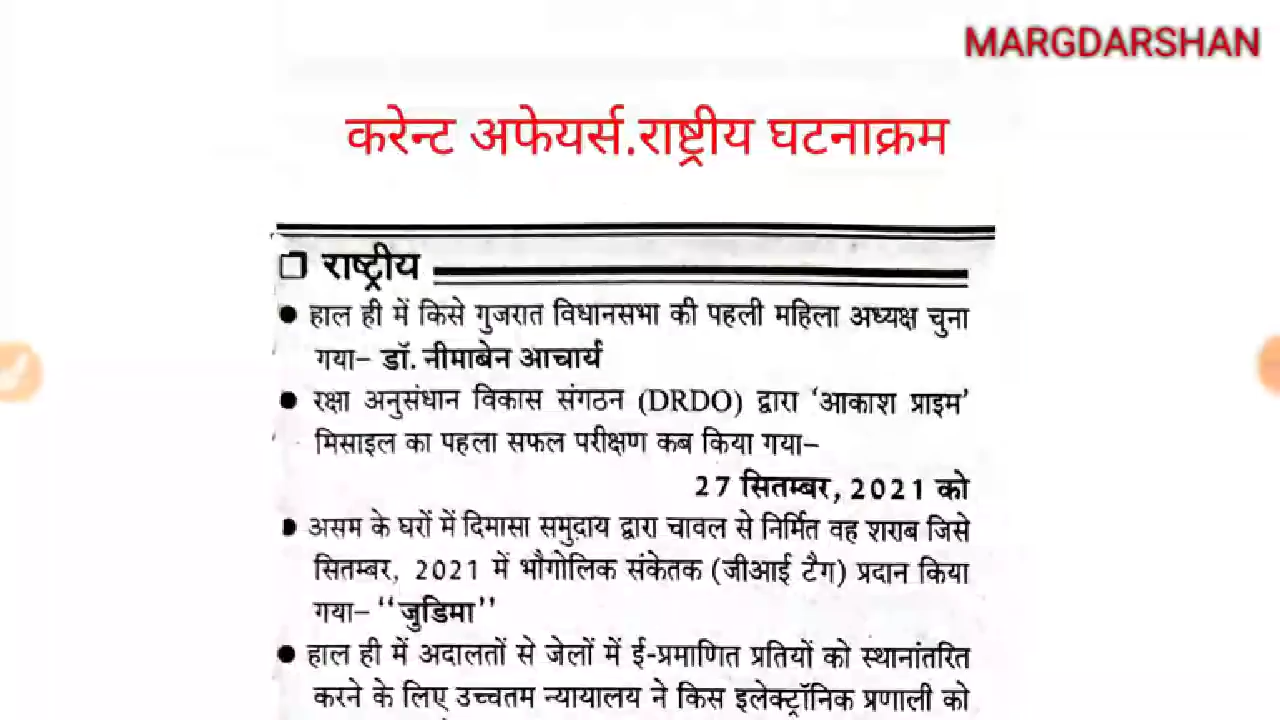 MARGDARSHAN
करेन्ट अफेयर्स.राष्ट्रीय घटनाक्रम
राष्ट्रीय
● हाल ही में किसे गुजरात विधानसभा की पहली महिला अध्यक्ष चुना
गया– डॉ. नीमाबेन आचार्य
● रक्षा अनुसंधान विकास संगठन (DRDO) द्वारा ‘आकाश प्राइम’
मिसाइल का पहला सफल परीक्षण कब किया गया–
27 सितम्बर, 2021 को
● असम के घरों में दिमासा समुदाय द्वारा चावल से निर्मित वह शराब जिसे
सितम्बर, 2021 में भौगोलिक संकेतक (जीआई टैग) प्रदान किया
गया– ‘‘जुडिमा’’
● हाल ही में अदालतों से जेलों में ई-प्रमाणित प्रतियों को स्थानांतरित
करने के लिए उच्चतम न्यायालय ने किस इलेक्ट्रॉनिक प्रणाली को